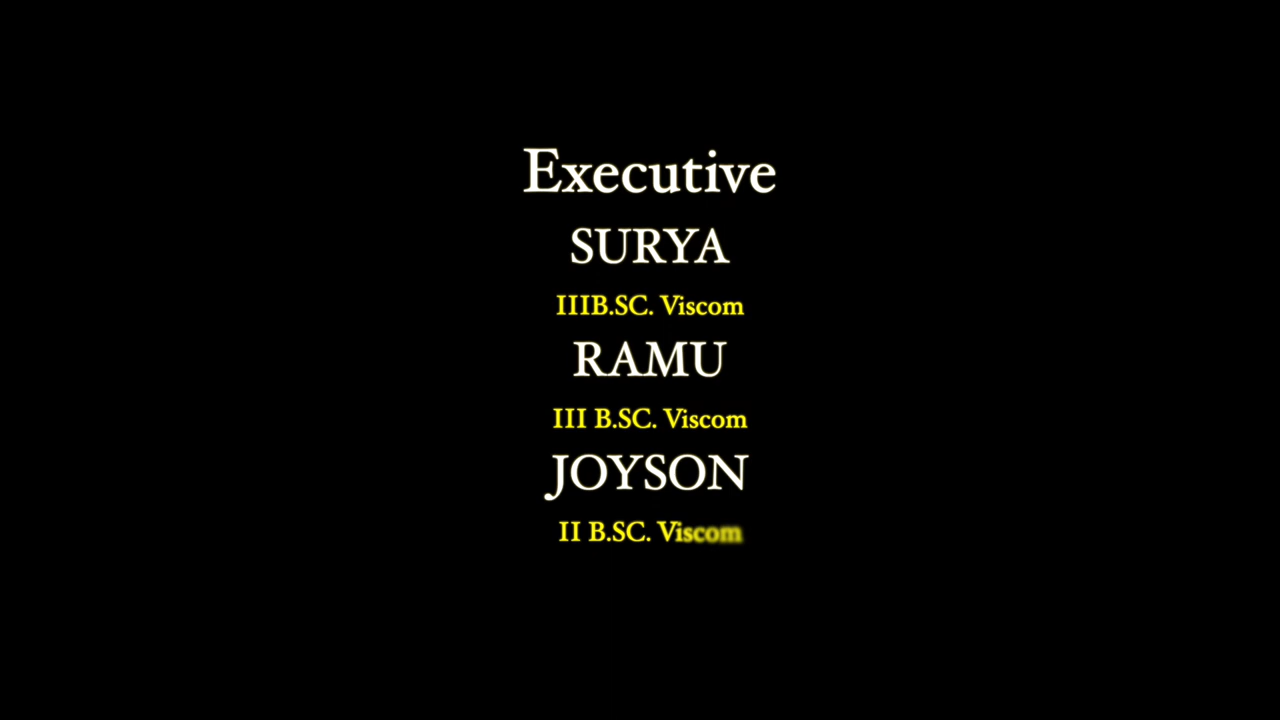 Executive
SURYA
IIIB.SC. Viscom
RAMU
III B.SC. Viscom
JOYSON
II B.SC. Viscom